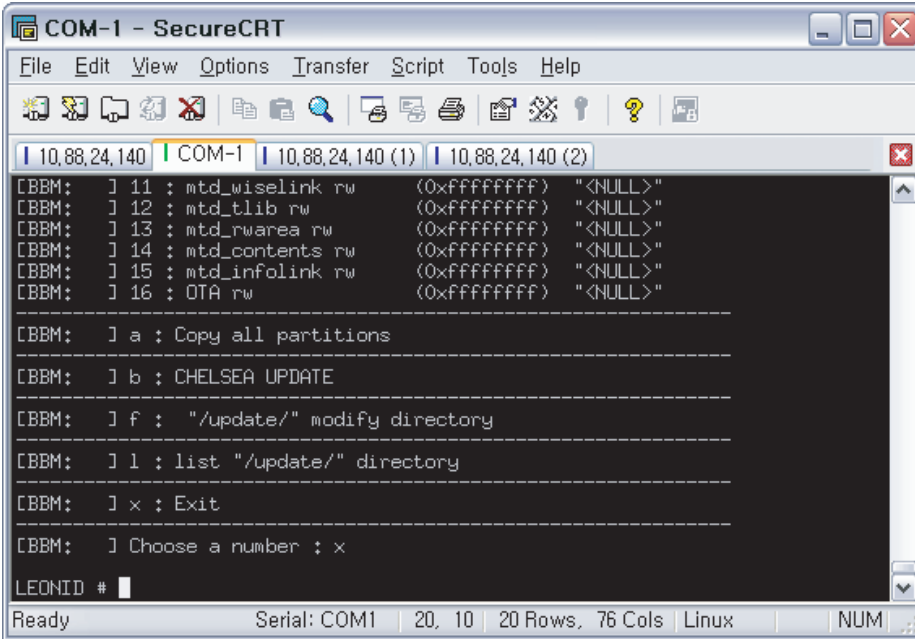 COM-1 - SecureCRT
File Edit View Options Transfer Script Tools Help
10,88,24,140 COM-1 10,88,24,140 (1) 10,88,24,140 (2)
[BBM:    ] 11 : mtd_wiselink rw      (0xffffffff)  "<NULL>"
[BBM:    ] 12 : mtd_tlib rw          (0xffffffff)  "<NULL>"
[BBM:    ] 13 : mtd_rwarea rw        (0xffffffff)  "<NULL>"
[BBM:    ] 14 : mtd_contents rw      (0xffffffff)  "<NULL>"
[BBM:    ] 15 : mtd_infolink rw      (0xffffffff)  "<NULL>"
[BBM:    ] 16 : OTA rw               (0xffffffff)  "<NULL>"
[BBM:    ] a : Copy all partitions
[BBM:    ] b : CHELSEA UPDATE
[BBM:    ] f :  "/update/" modify directory
[BBM:    ] l : list "/update/" directory
[BBM:    ] x : Exit
[BBM:    ] Choose a number : x
LEONID #
Ready Serial: COM1 20, 10 20 Rows, 76 Cols Linux NUM